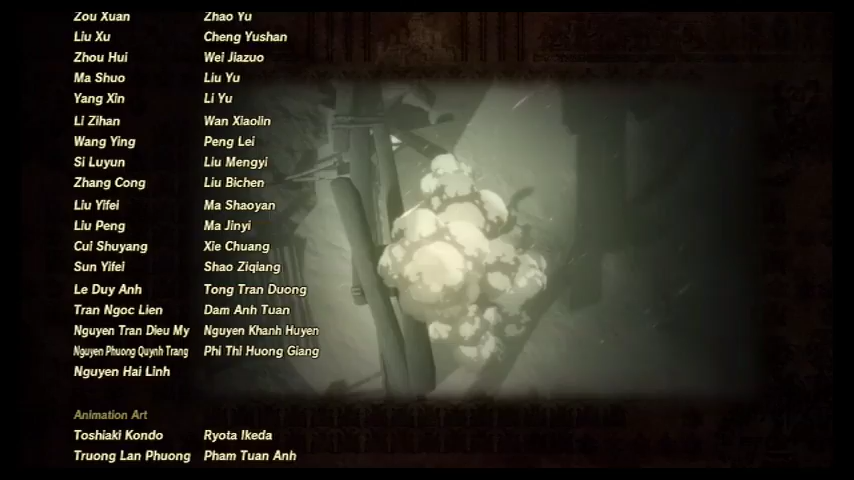 Zou Xuan Zhao Yu
Liu Xu Cheng Yushan
Zhou Hui Wei Jiazuo
Ma Shuo Liu Yu
Yang Xin Li Yu
Li Zihan Wan Xiaolin
Wang Ying Peng Lei
Si Luyun Liu Mengyi
Zhang Cong Liu Bichen
Liu Yifei Ma Shaoyan
Liu Peng Ma Jinyi
Cui Shuyang Xie Chuang
Sun Yifei Shao Ziqiang
Le Duy Anh Tong Tran Duong
Tran Ngoc Lien Dam Anh Tuan
Nguyen Tran Dieu My Nguyen Khanh Huyen
Nguyen Phuong Quynh Trang Phi Thi Huong Giang
Nguyen Hai Linh
Animation Art
Toshiaki Kondo Ryota Ikeda
Truong Lan Phuong Pham Tuan Anh